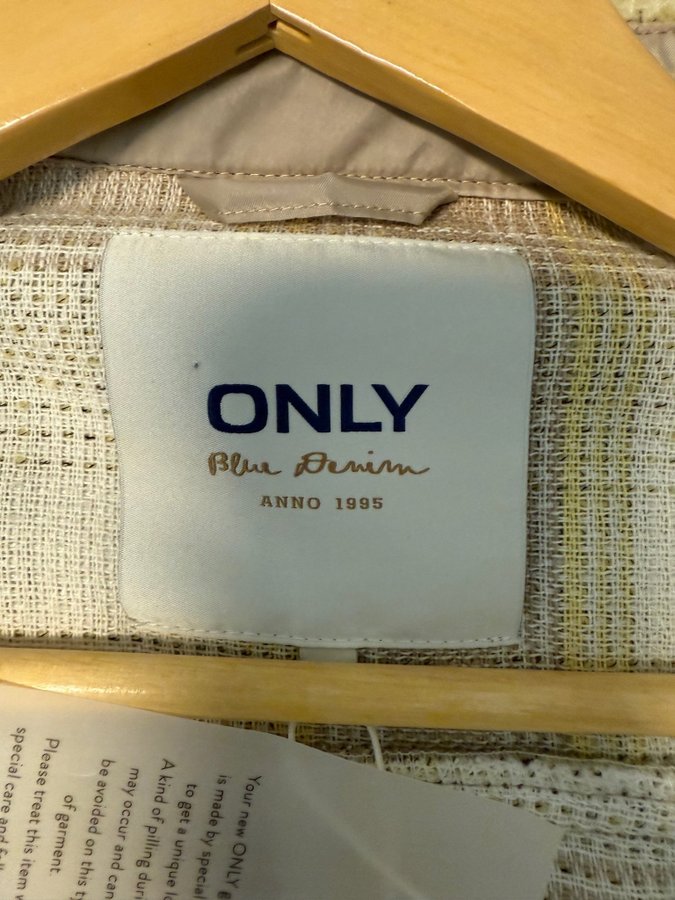 ONLY
Blue Denim
ANNO 1995
Your new ONLY
is made by special
to get a unique
A kind of pilling
may occur and can
be avoided on this
of garment.
Please treat this item
special care and